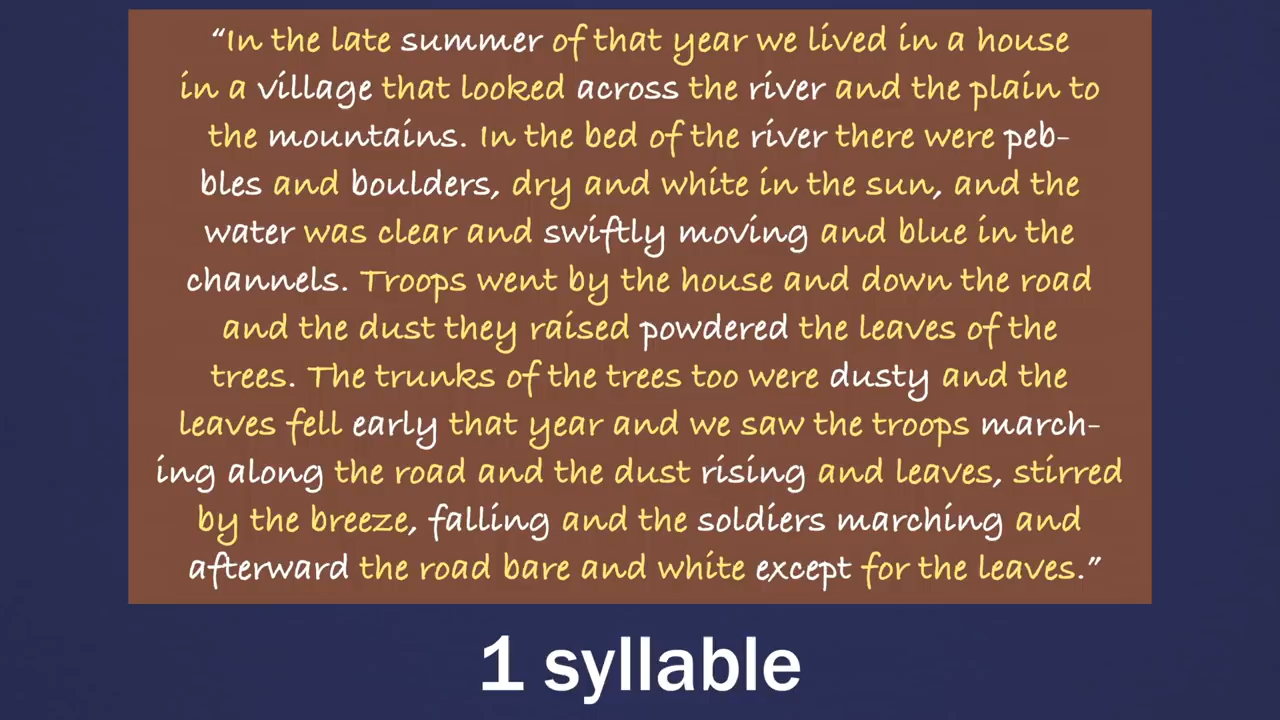 “In the late summer of that year we lived in a house
in a village that looked across the river and the plain to
the mountains. In the bed of the river there were peb-
bles and boulders, dry and white in the sun, and the
water was clear and swiftly moving and blue in the
channels. Troops went by the house and down the road
and the dust they raised powdered the leaves of the
trees. The trunks of the trees too were dusty and the
leaves fell early that year and we saw the troops march-
ing along the road and the dust rising and leaves, stirred
by the breeze, falling and the soldiers marching and
afterward the road bare and white except for the leaves.”
1 syllable